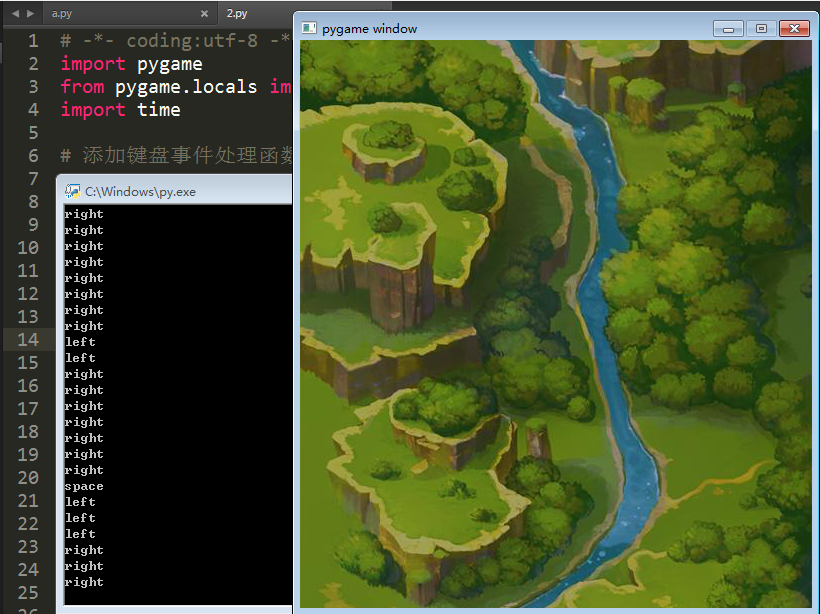 a.py
2.py
pygame window
1 # -*- coding:utf-8 -*
2 import pygame
3 from pygame.locals im
4 import time
5
6 # 添加键盘事件处理函数
7
8
9
10
11
12
13
14
15
16
17
18
19
20
21
22
23
24
25
C:\Windows\py.exe
right
right
right
right
right
right
right
right
left
left
right
right
right
right
right
right
right
space
left
left
left
right
right
right